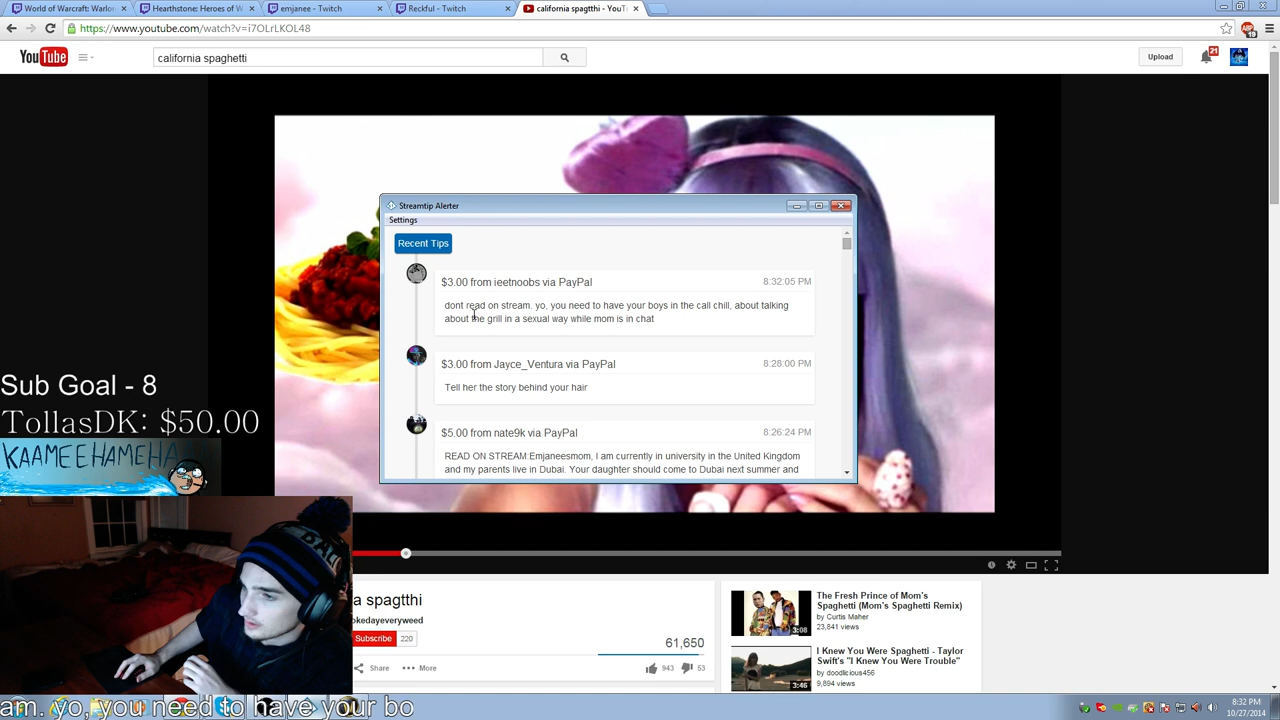 World of Warcraft: Warlor
Hearthstone: Heroes of W
emjanee - Twitch
Reckful - Twitch
california spagtthi - YouT
https://www.youtube.com/watch?v=i7OLrLKOL48
You Tube
california spaghetti
Upload
21
Streamtip Alerter
Settings
Recent Tips
$3.00 from ieetnoobs via PayPal
8:32:05 PM
dont read on stream. yo, you need to have your boys in the call chill, about talking
about the grill in a sexual way while mom is in chat
$3.00 from Jayce_Ventura via PayPal
8:28:00 PM
Tell her the story behind your hair
$5.00 from nate9k via PayPal
8:26:24 PM
READ ON STREAM:Emjaneesmom, I am currently in university in the United Kingdom
and my parents live in Dubai. Your daughter should come to Dubai next summer and
Sub Goal - 8
TollasDK: $50.00
KAAMEEHAMEHA
a spagtthi
okedayeveryweed
Subscribe
220
61,650
Share
More
943
53
The Fresh Prince of Mom's
Spaghetti (Mom's Spaghetti Remix)
by Curtis Maher
23,841 views
3:08
I Knew You Were Spaghetti - Taylor
Swift's "I Knew You Were Trouble"
by doodlicious456
9,894 views
3:46
am. yo, you need to have your bo
8:32 PM
10/27/2014